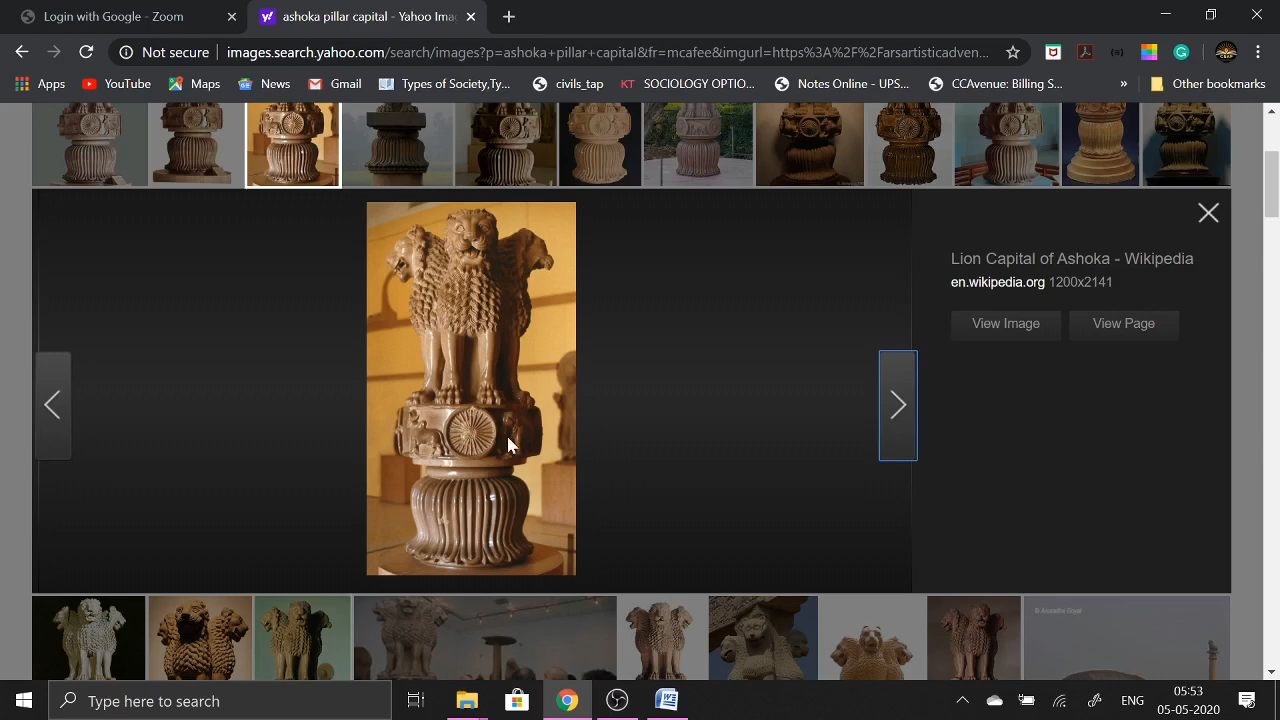 Login with Google - Zoom
ashoka pillar capital - Yahoo Ima
Not secure
images.search.yahoo.com/search/images?p=ashoka+pillar+capital&fr=mcafee&imgurl=https%3A%2F%2Farsartisticadven...
Apps
YouTube
Maps
News
Gmail
Types of Society,Ty...
civils_tap
KT SOCIOLOGY OPTIO...
Notes Online - UPS...
CCAvenue: Billing S...
»
Other bookmarks
Lion Capital of Ashoka - Wikipedia
en.wikipedia.org 1200x2141
View Image
View Page
Type here to search
ENG
05:53
05-05-2020